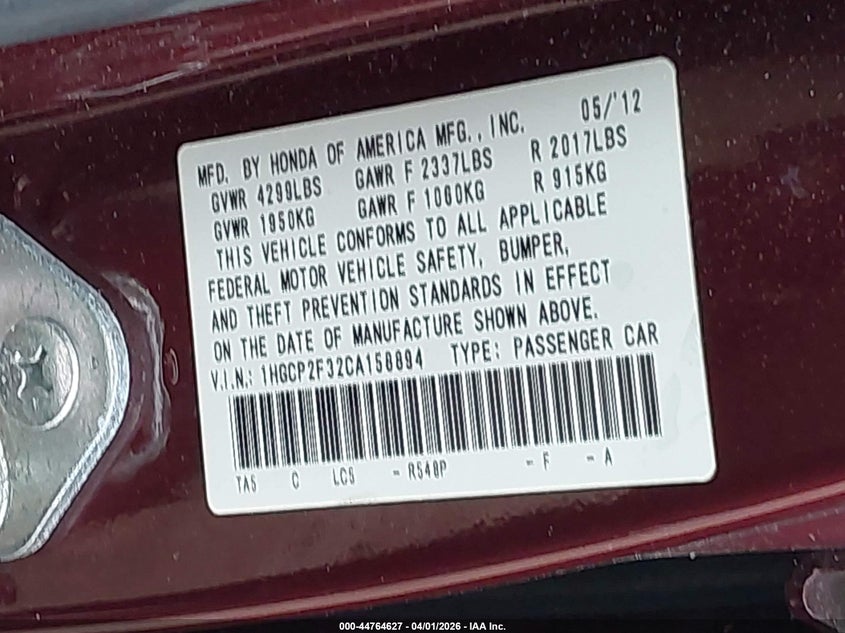 MFD. BY HONDA OF AMERICA MFG., INC. 05/'12
GVWR 4299LBS GAWR F 2337LBS R 2017LBS
GVWR 1950KG GAWR F 1060KG R 915KG
THIS VEHICLE CONFORMS TO ALL APPLICABLE
FEDERAL MOTOR VEHICLE SAFETY, BUMPER,
AND THEFT PREVENTION STANDARDS IN EFFECT
ON THE DATE OF MANUFACTURE SHOWN ABOVE.
V.I.N.: 1HGCP2F32CA158894 TYPE: PASSENGER CAR
TA5 C LCS - R548P - F - A
000-44764627 - 04/01/2026 - IAA Inc.